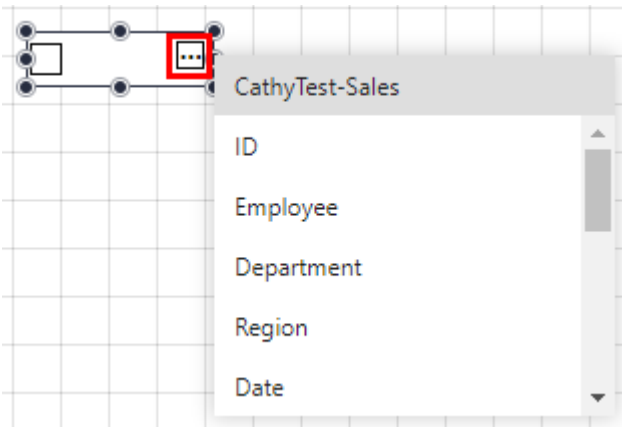 ...
CathyTest-Sales
ID
Employee
Department
Region
Date